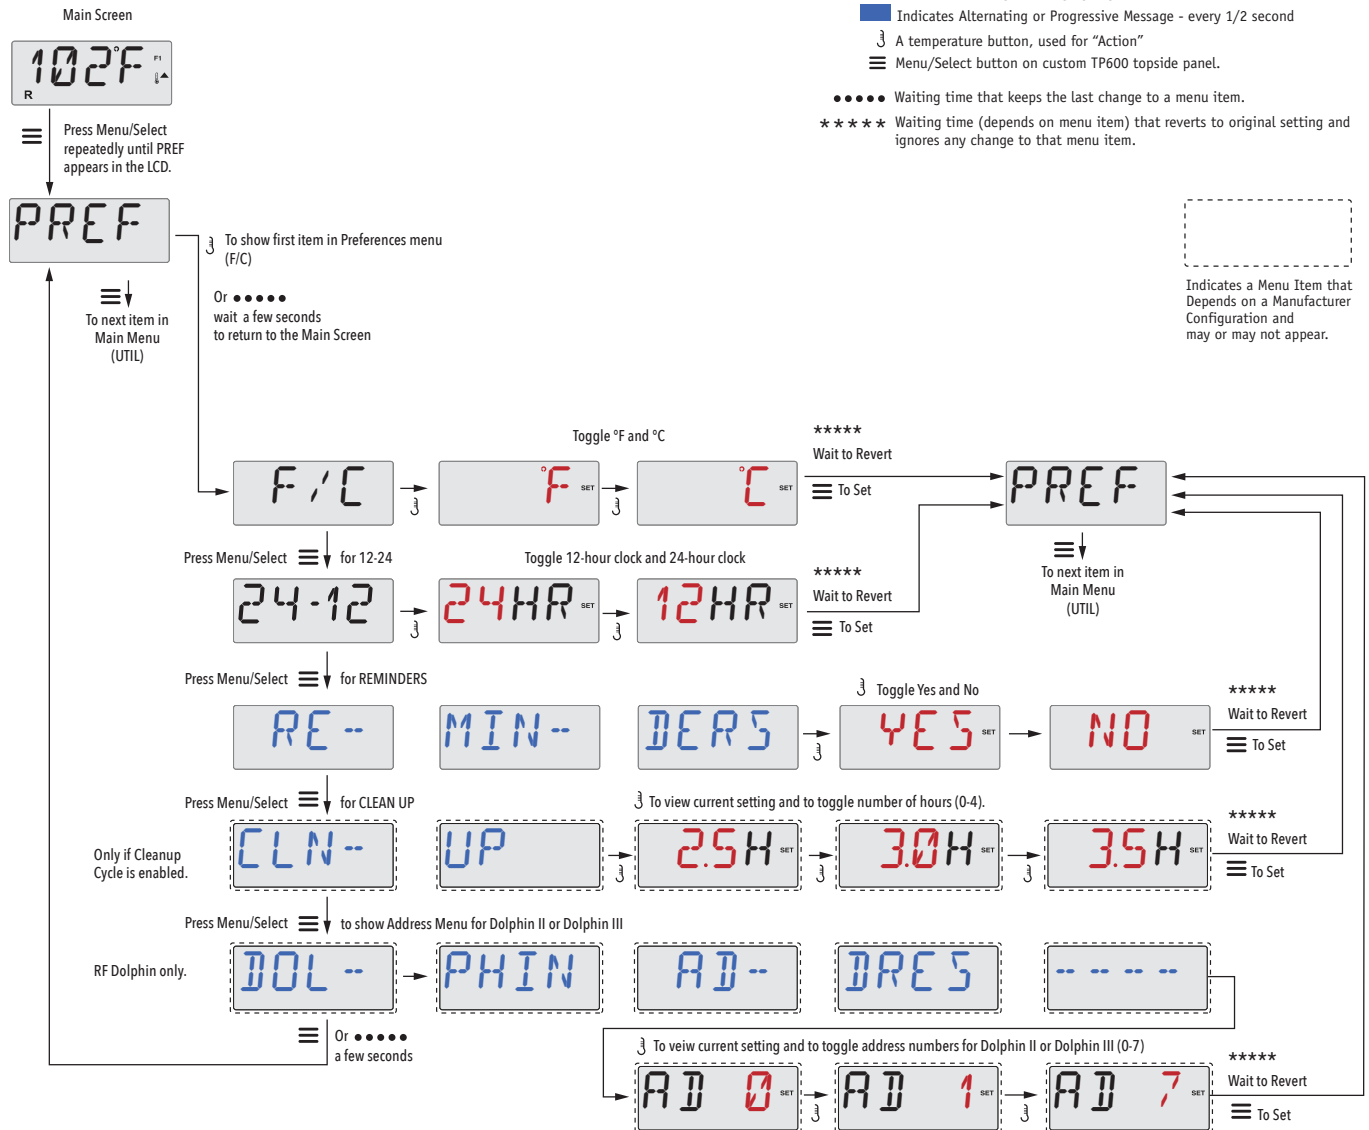 Main Screen
Indicates Alternating or Progressive Message - every 1/2 second
A temperature button, used for “Action”
Menu/Select button on custom TP600 topside panel.
Waiting time that keeps the last change to a menu item.
***** Waiting time (depends on menu item) that reverts to original setting and
ignores any change to that menu item.
102°F F1
R
Press Menu/Select
repeatedly until PREF
appears in the LCD.
PREF
To show first item in Preferences menu
(F/C)
Or •••••
wait a few seconds
to return to the Main Screen
To next item in
Main Menu
(UTIL)
Indicates a Menu Item that
Depends on a Manufacturer
Configuration and
may or may not appear.
Toggle ºF and ºC
*****
Wait to Revert
F/C
°F SET
°C SET
To Set
PREF
To next item in
Main Menu
(UTIL)
Press Menu/Select for 12-24
Toggle 12-hour clock and 24-hour clock
*****
Wait to Revert
24-12
24HR SET
12HR SET
To Set
Press Menu/Select for REMINDERS
Toggle Yes and No
*****
Wait to Revert
RE-
MIN-
DERS
YES SET
NO SET
To Set
Press Menu/Select for CLEAN UP
To view current setting and to toggle number of hours (0-4).
*****
Wait to Revert
Only if Cleanup
Cycle is enabled.
CLN-
UP
2.5H SET
3.0H SET
3.5H SET
To Set
Press Menu/Select to show Address Menu for Dolphin II or Dolphin III
RF Dolphin only.
DOL-
PHIN
AD-
DRES
----
Or •••••
a few seconds
To veiw current setting and to toggle address numbers for Dolphin II or Dolphin III (0-7)
*****
Wait to Revert
AD 0 SET
AD 1 SET
AD 7 SET
To Set